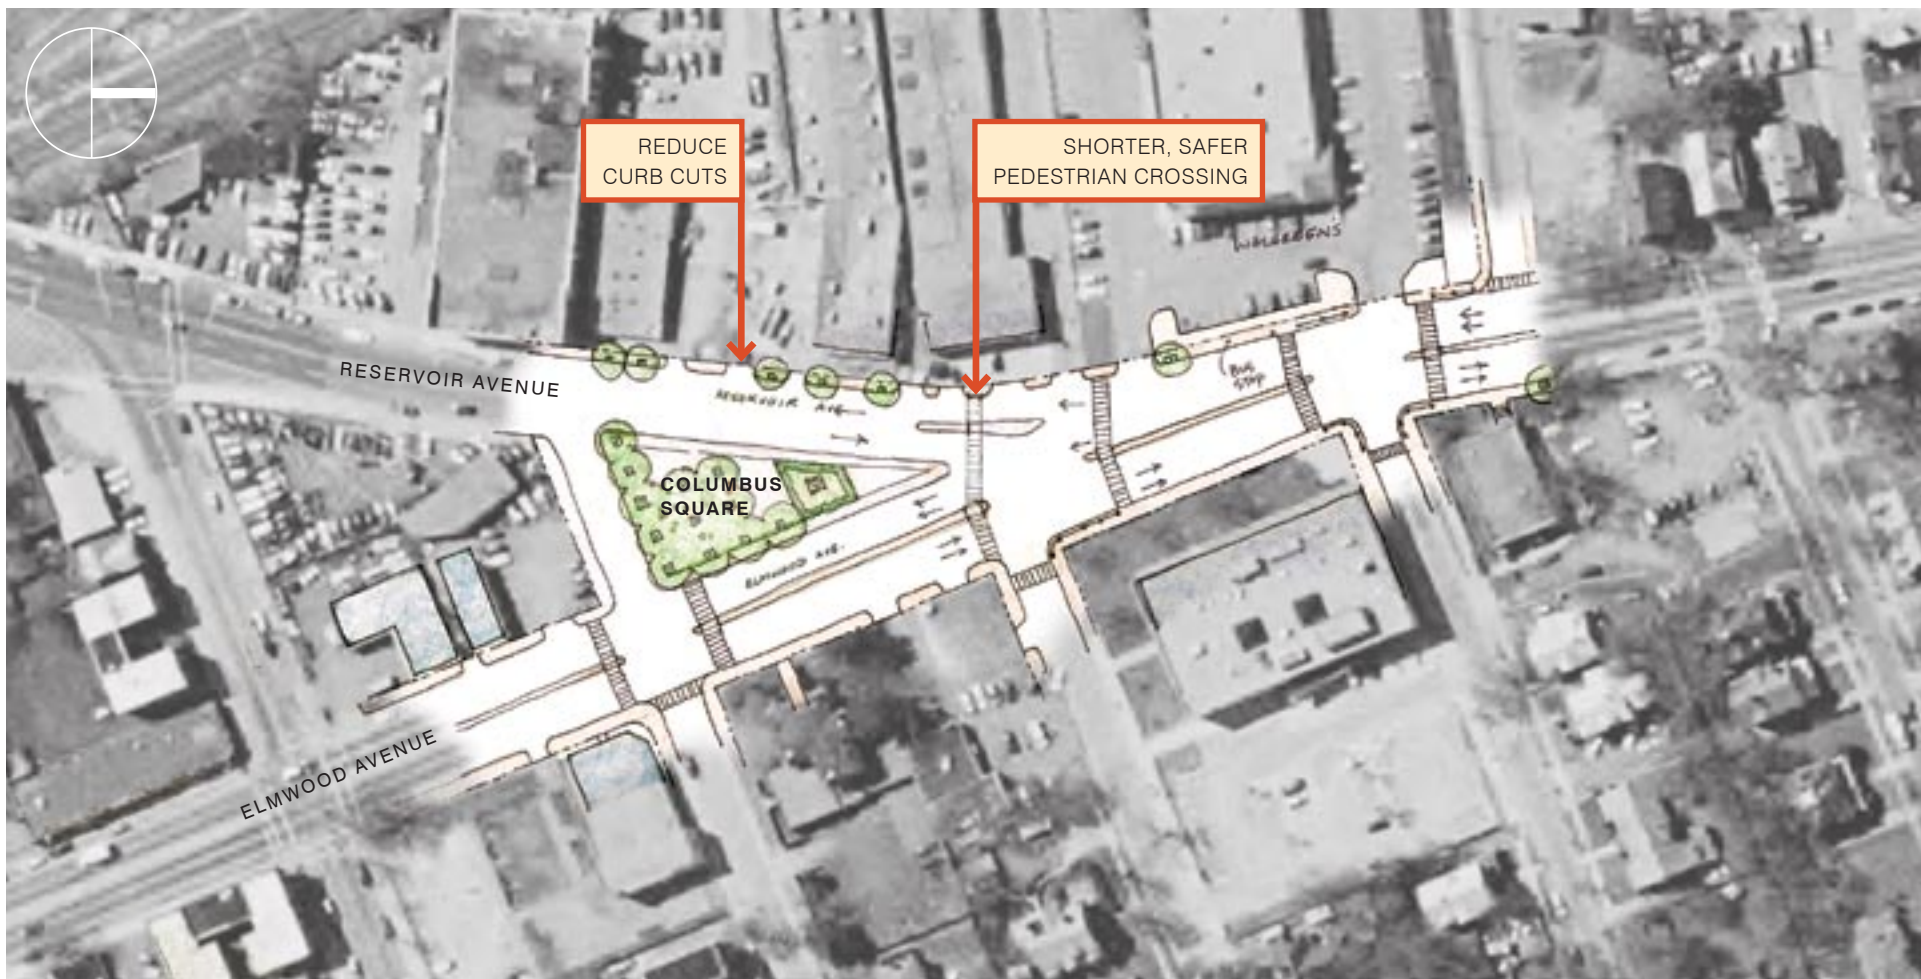 REDUCE
CURB CUTS
SHORTER, SAFER
PEDESTRIAN CROSSING
WALGREENS
RESERVOIR AVENUE
BUS
STOP
RESERVOIR AVE
COLUMBUS
SQUARE
ELMWOOD AVE.
ELMWOOD AVENUE